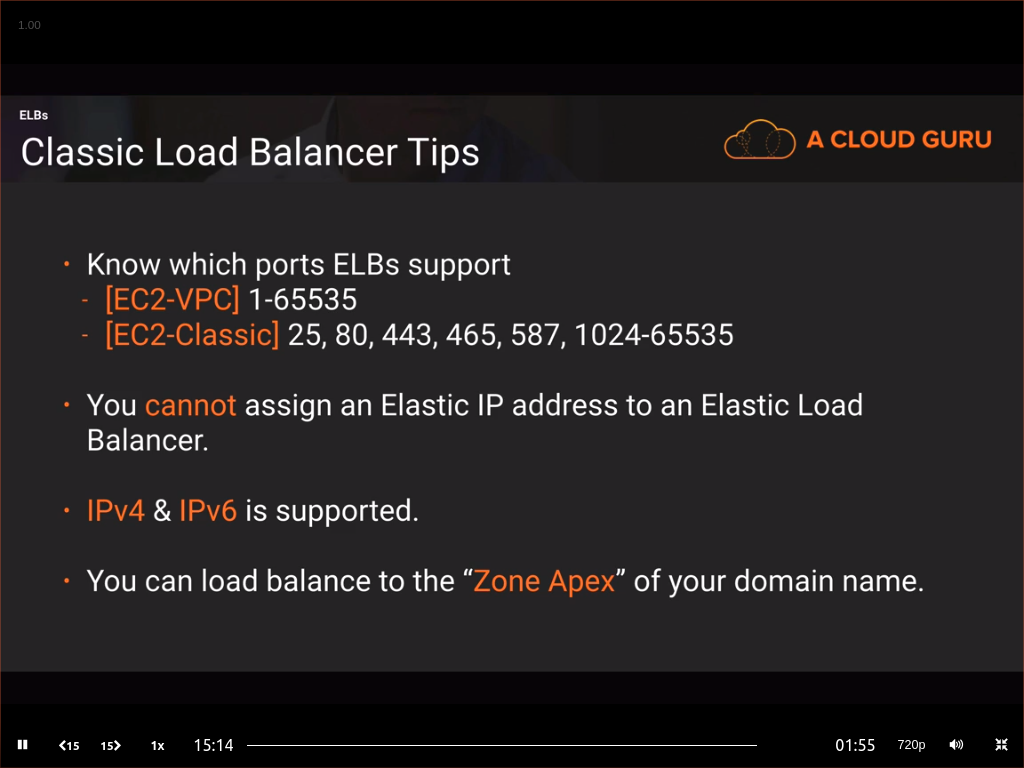 1.00
ELBs
Classic Load Balancer Tips
A CLOUD GURU
• Know which ports ELBs support
- [EC2-VPC] 1-65535
- [EC2-Classic] 25, 80, 443, 465, 587, 1024-65535
• You cannot assign an Elastic IP address to an Elastic Load
Balancer.
• IPv4 & IPv6 is supported.
• You can load balance to the “Zone Apex” of your domain name.
15 15 1x 15:14 01:55 720p